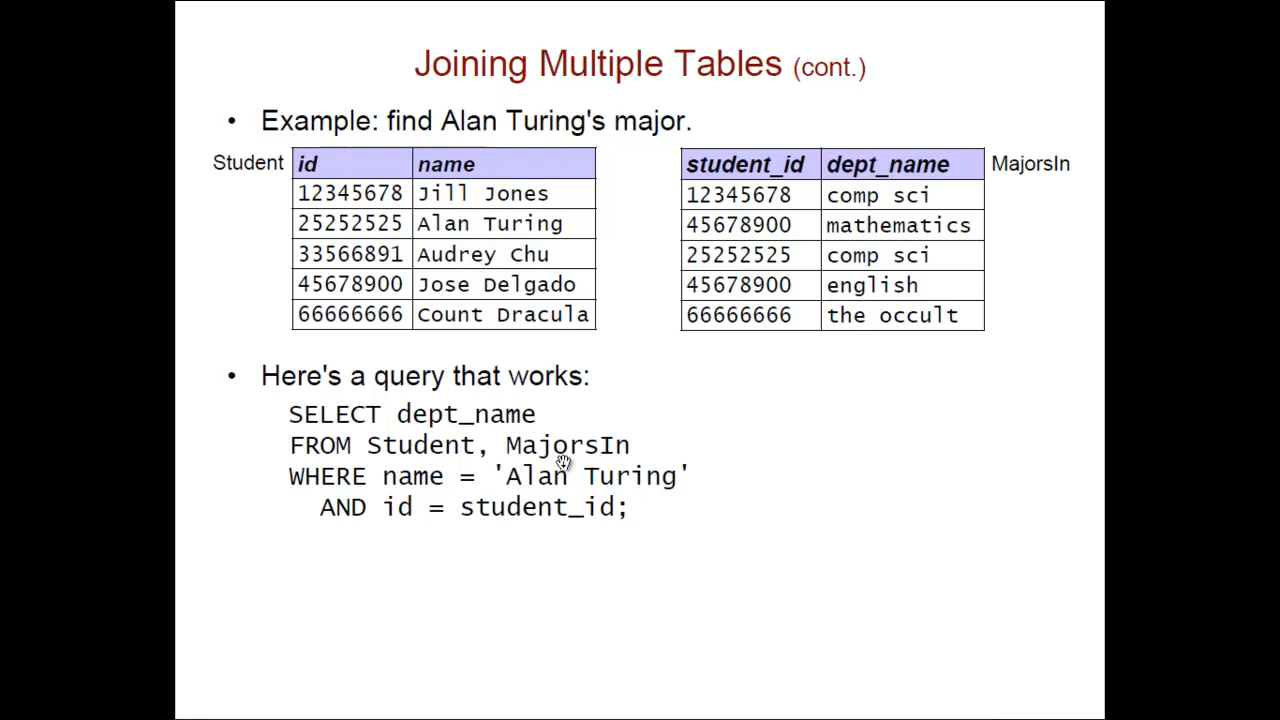 Joining Multiple Tables (cont.)
• Example: find Alan Turing's major.
Student
id name
12345678 Jill Jones
25252525 Alan Turing
33566891 Audrey Chu
45678900 Jose Delgado
66666666 Count Dracula
student_id dept_name
12345678 comp sci
45678900 mathematics
25252525 comp sci
45678900 english
66666666 the occult
MajorsIn
• Here's a query that works:
SELECT dept_name
FROM Student, MajorsIn
WHERE name = 'Alan Turing'
AND id = student_id;